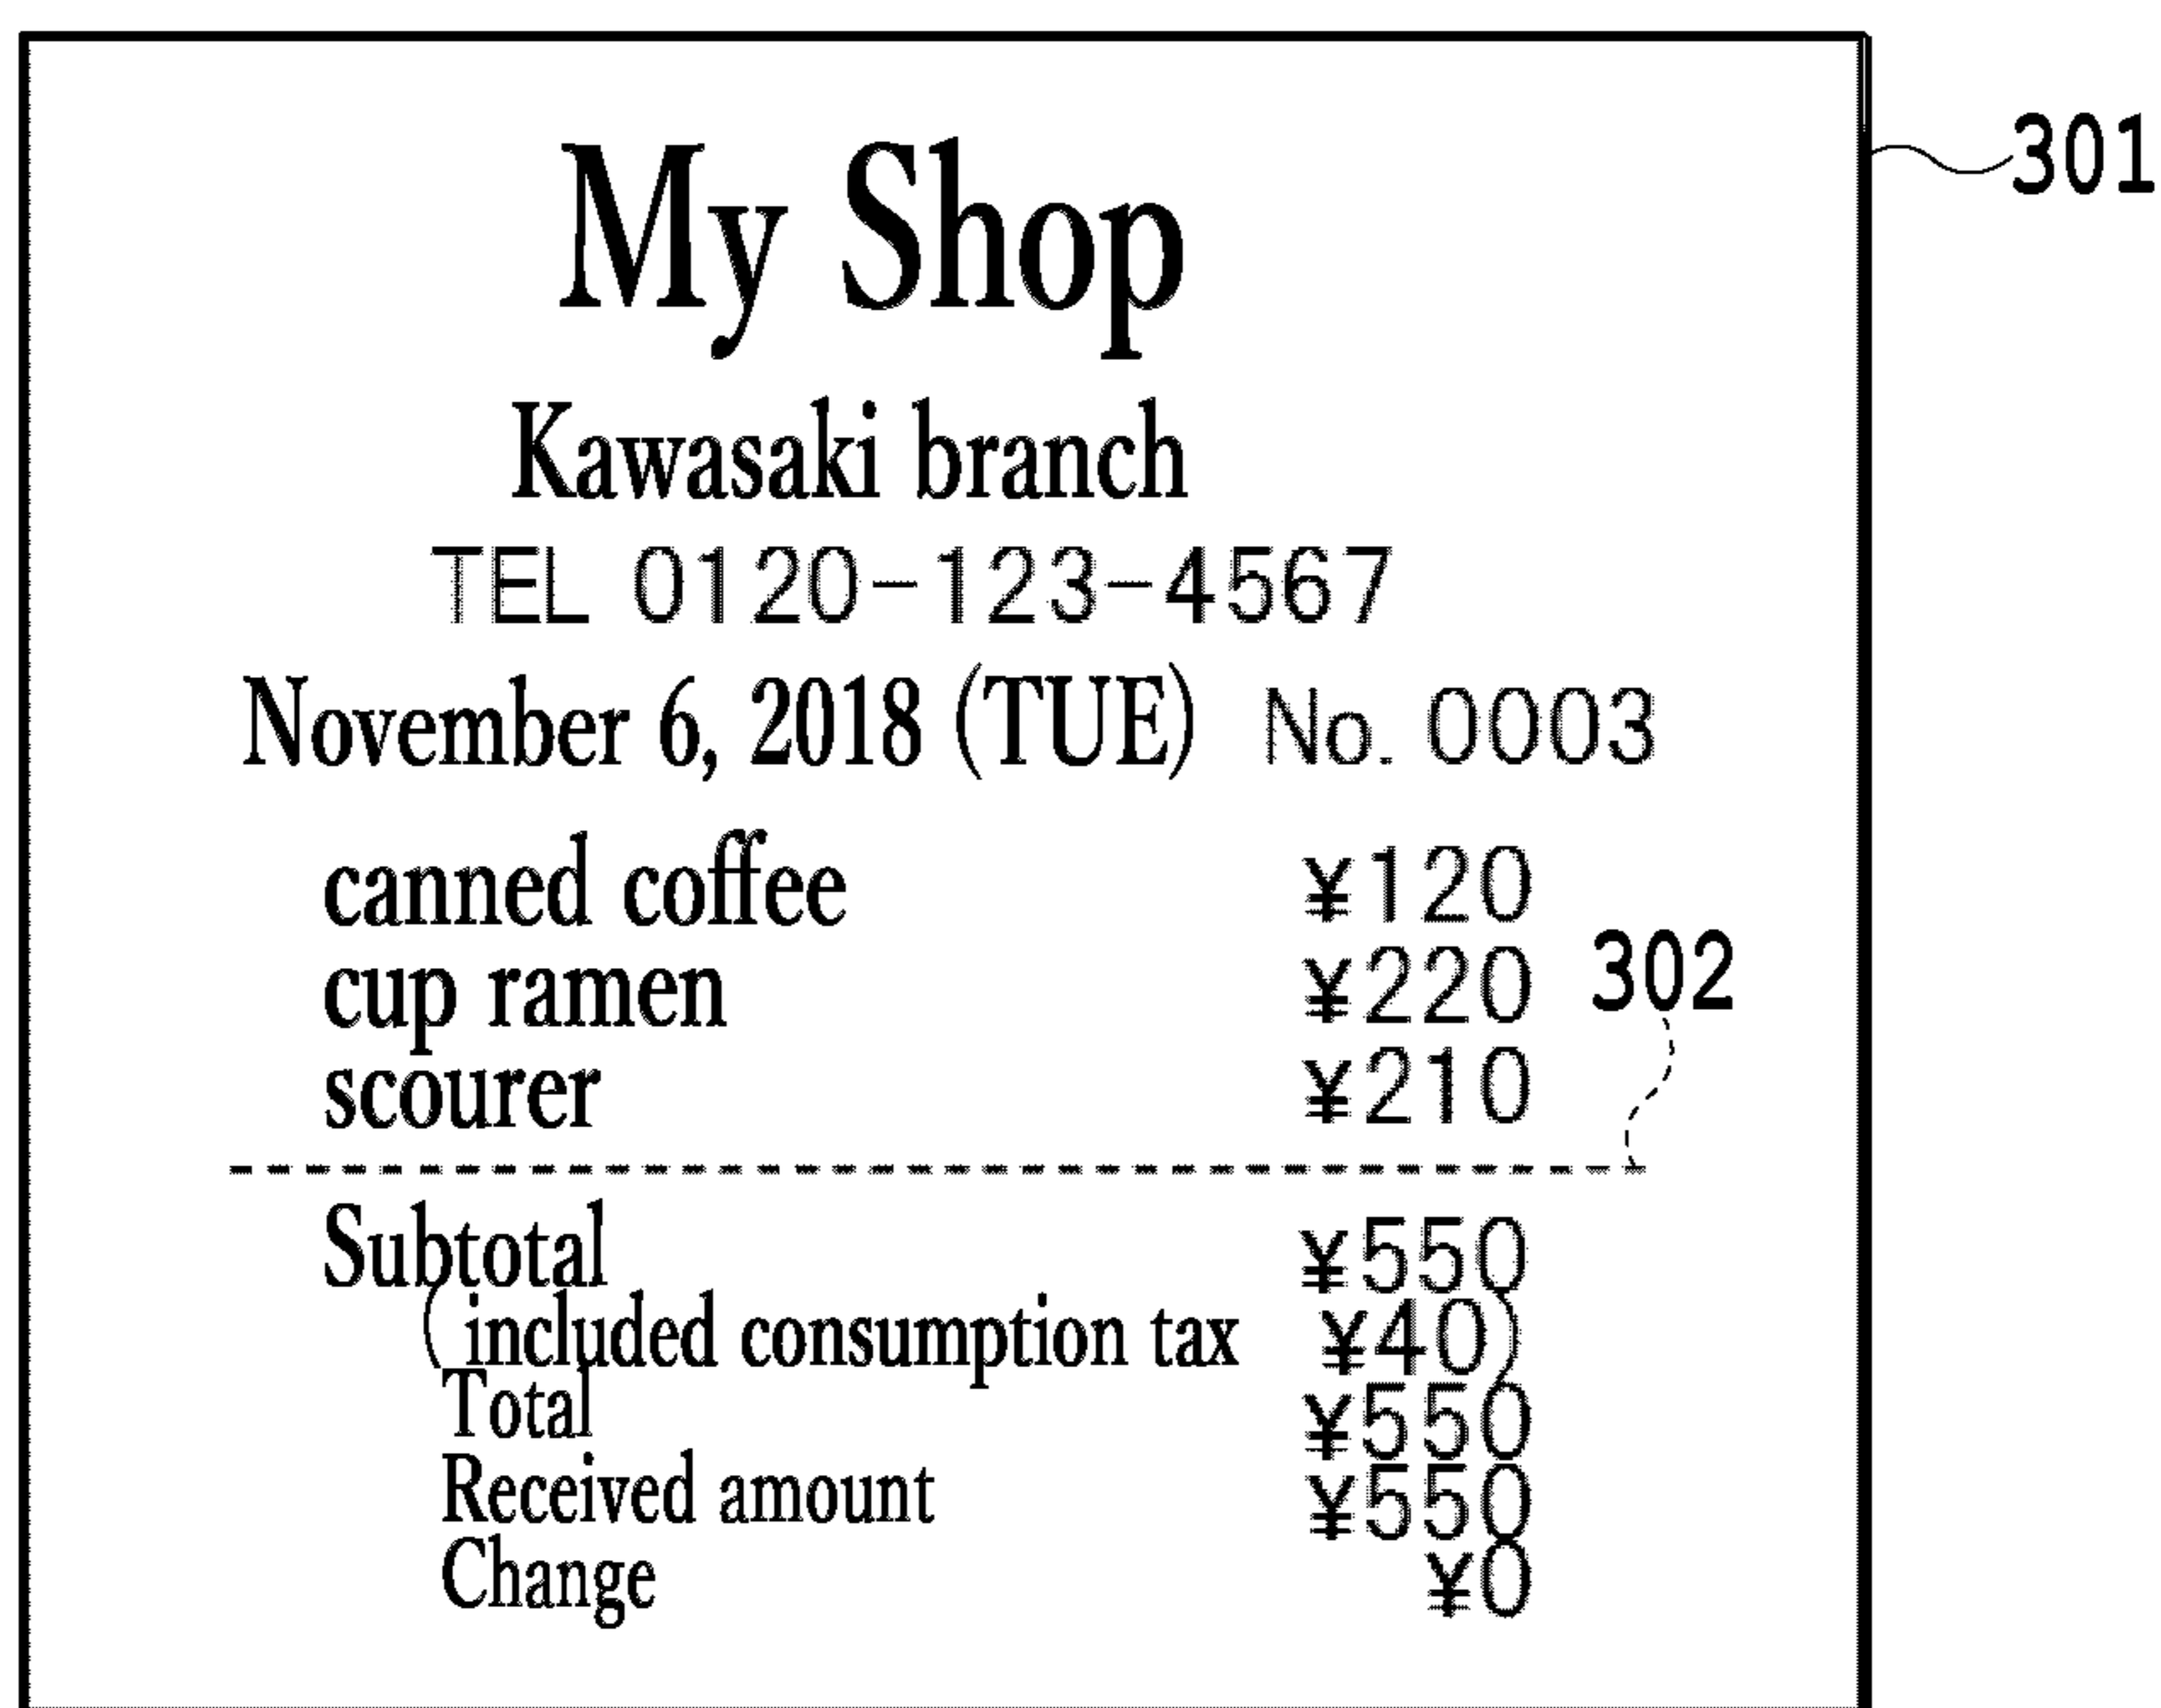 My Shop
301
Kawasaki branch
TEL 0120-123-4567
November 6, 2018 (TUE) No. 0003
canned coffee ¥120
cup ramen ¥220
302
scourer ¥210
Subtotal ¥550
(included consumption tax ¥40)
Total ¥550
Received amount ¥550
Change ¥0